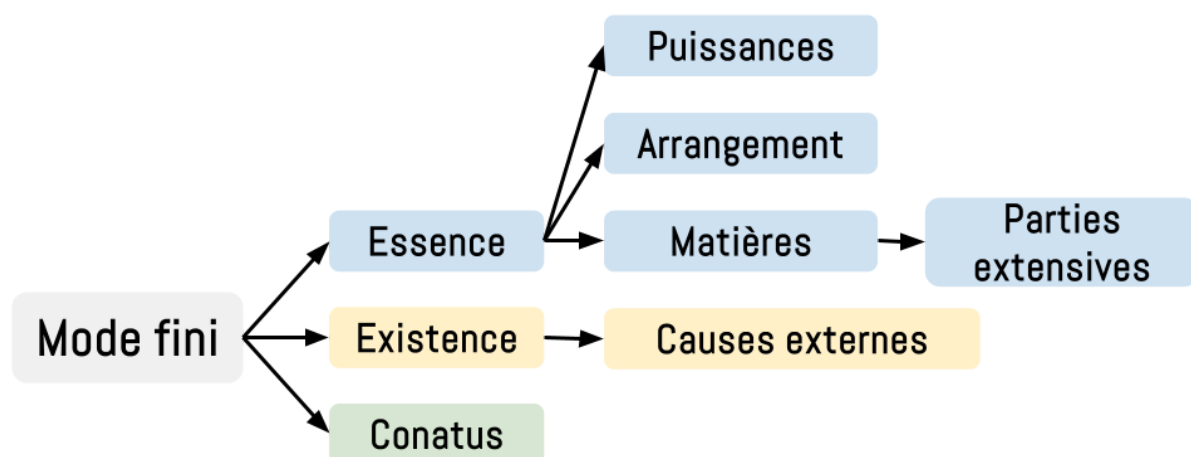 Puissances
Arrangement
Essence
Matières
Parties
extensives
Mode fini
Existence
Causes externes
Conatus